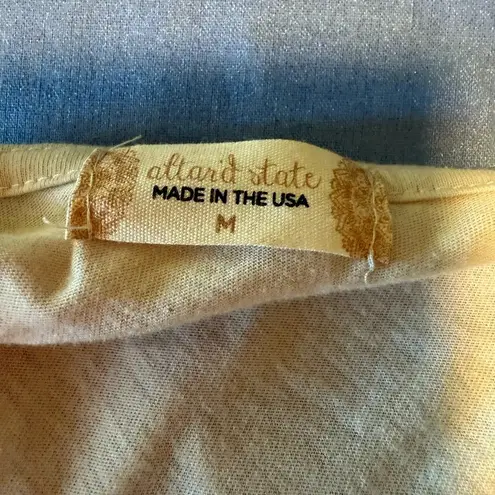 altar'd state
MADE IN THE USA
M